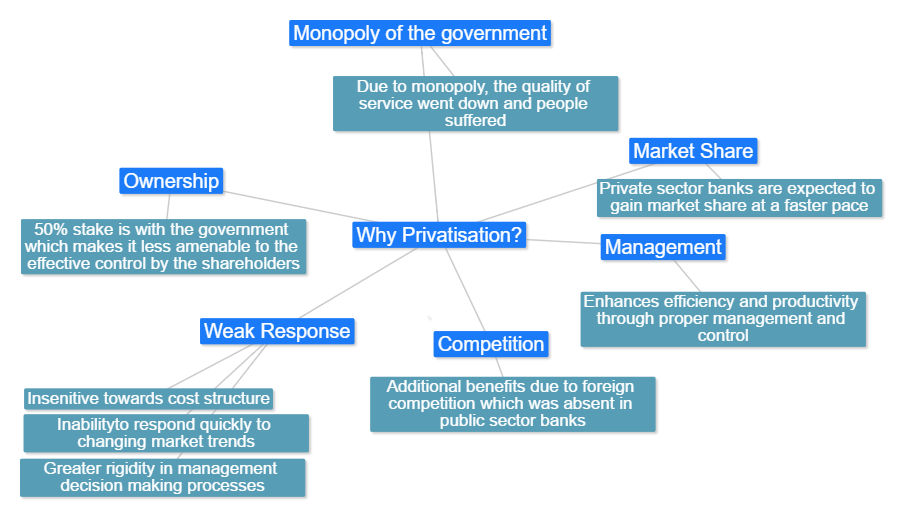 Monopoly of the government
Due to monopoly, the quality of
service went down and people
suffered
Market Share
Private sector banks are expected to
gain market share at a faster pace
Ownership
50% stake is with the government
which makes it less amenable to the
effective control by the shareholders
Why Privatisation?
Management
Enhances efficiency and productivity
through proper management and
control
Weak Response
Insenitive towards cost structure
Inabilityto respond quickly to
changing market trends
Greater rigidity in management
decision making processes
Competition
Additional benefits due to foreign
competition which was absent in
public sector banks